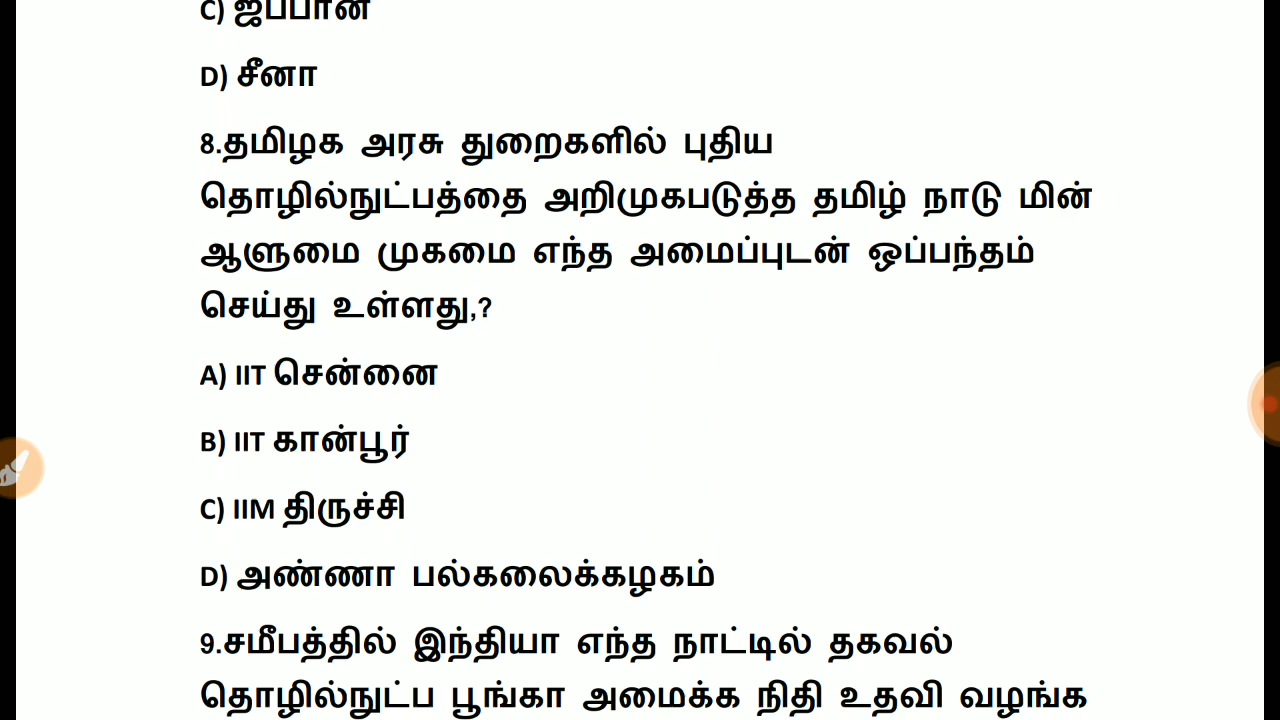 C) ஜப்பான்
D) சீனா
8.தமிழக அரசு துறைகளில் புதிய
தொழில்நுட்பத்தை அறிமுகபடுத்த தமிழ் நாடு மின்
ஆளுமை முகமை எந்த அமைப்புடன் ஒப்பந்தம்
செய்து உள்ளது,?
A) IIT சென்னை
B) IIT கான்பூர்
C) IIM திருச்சி
D) அண்ணா பல்கலைக்கழகம்
9.சமீபத்தில் இந்தியா எந்த நாட்டில் தகவல்
தொழில்நுட்ப பூங்கா அமைக்க நிதி உதவி வழங்க